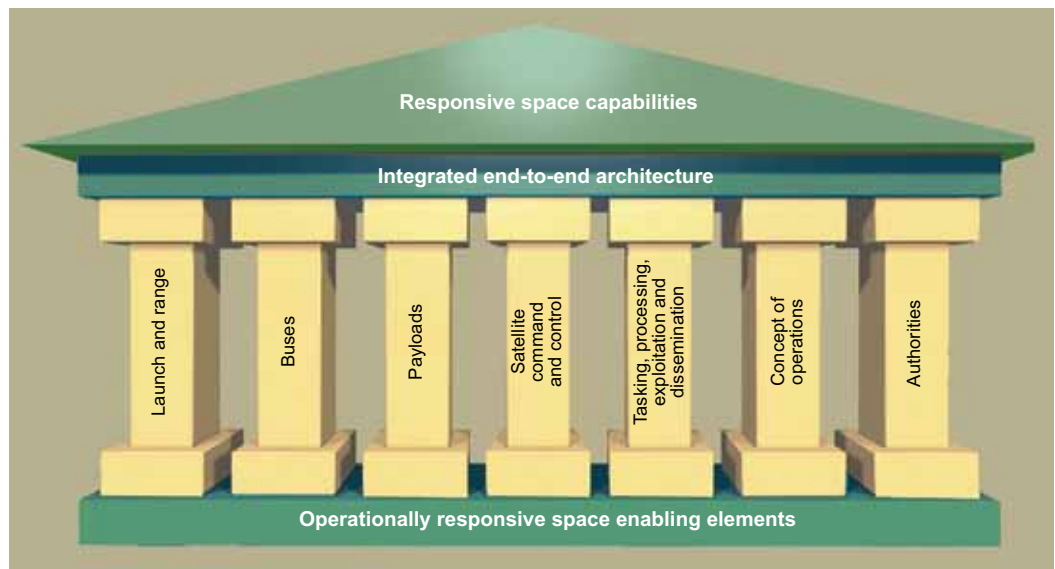 Responsive space capabilities
Integrated end-to-end architecture
Launch and range
Buses
Payloads
Satellite
command
and control
Tasking, processing,
exploitation and
dissemination
Concept of
operations
Authorities
Operationally responsive space enabling elements